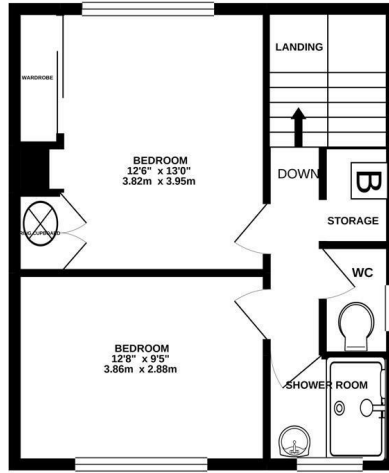 LANDING
WARDROBE
BEDROOM
12'6" x 13'0"
3.82m x 3.95m
DOWN
B
STORAGE
CUPBOARD
WC
BEDROOM
12'8" x 9'5"
3.86m x 2.88m
SHOWER ROOM